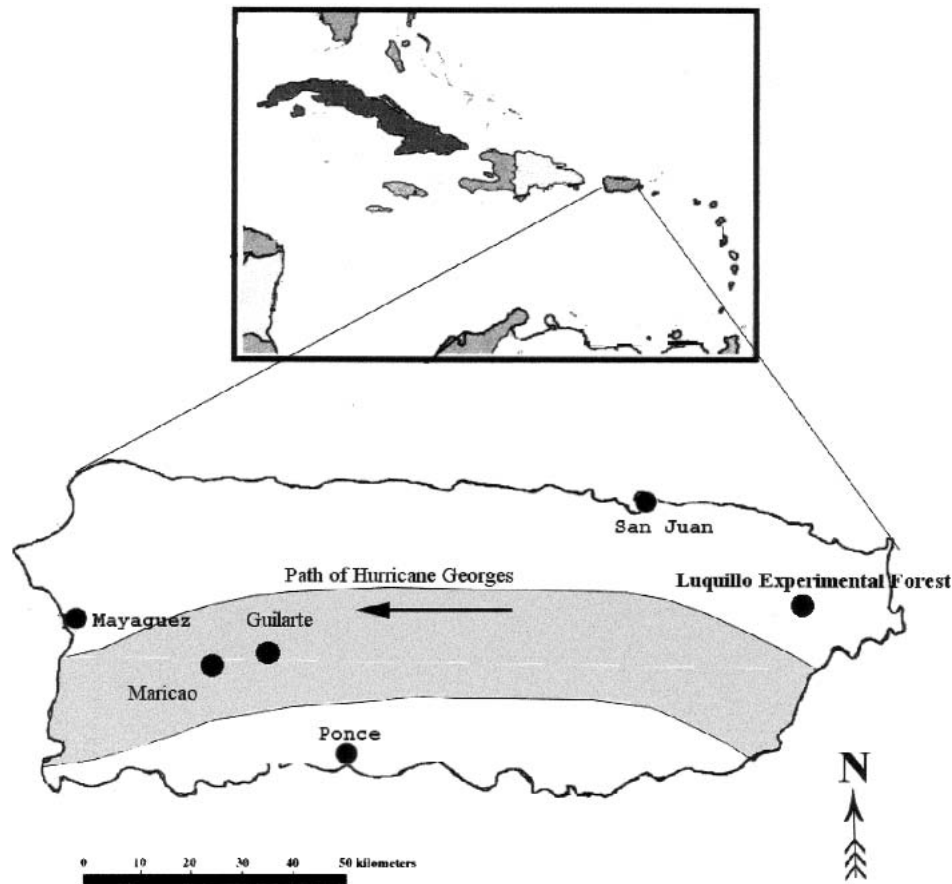 San Juan
Path of Hurricane Georges
Luquillo Experimental Forest
Mayaguez
Guilarte
Maricao
Ponce
N
0 10 20 30 40 50 kilometers